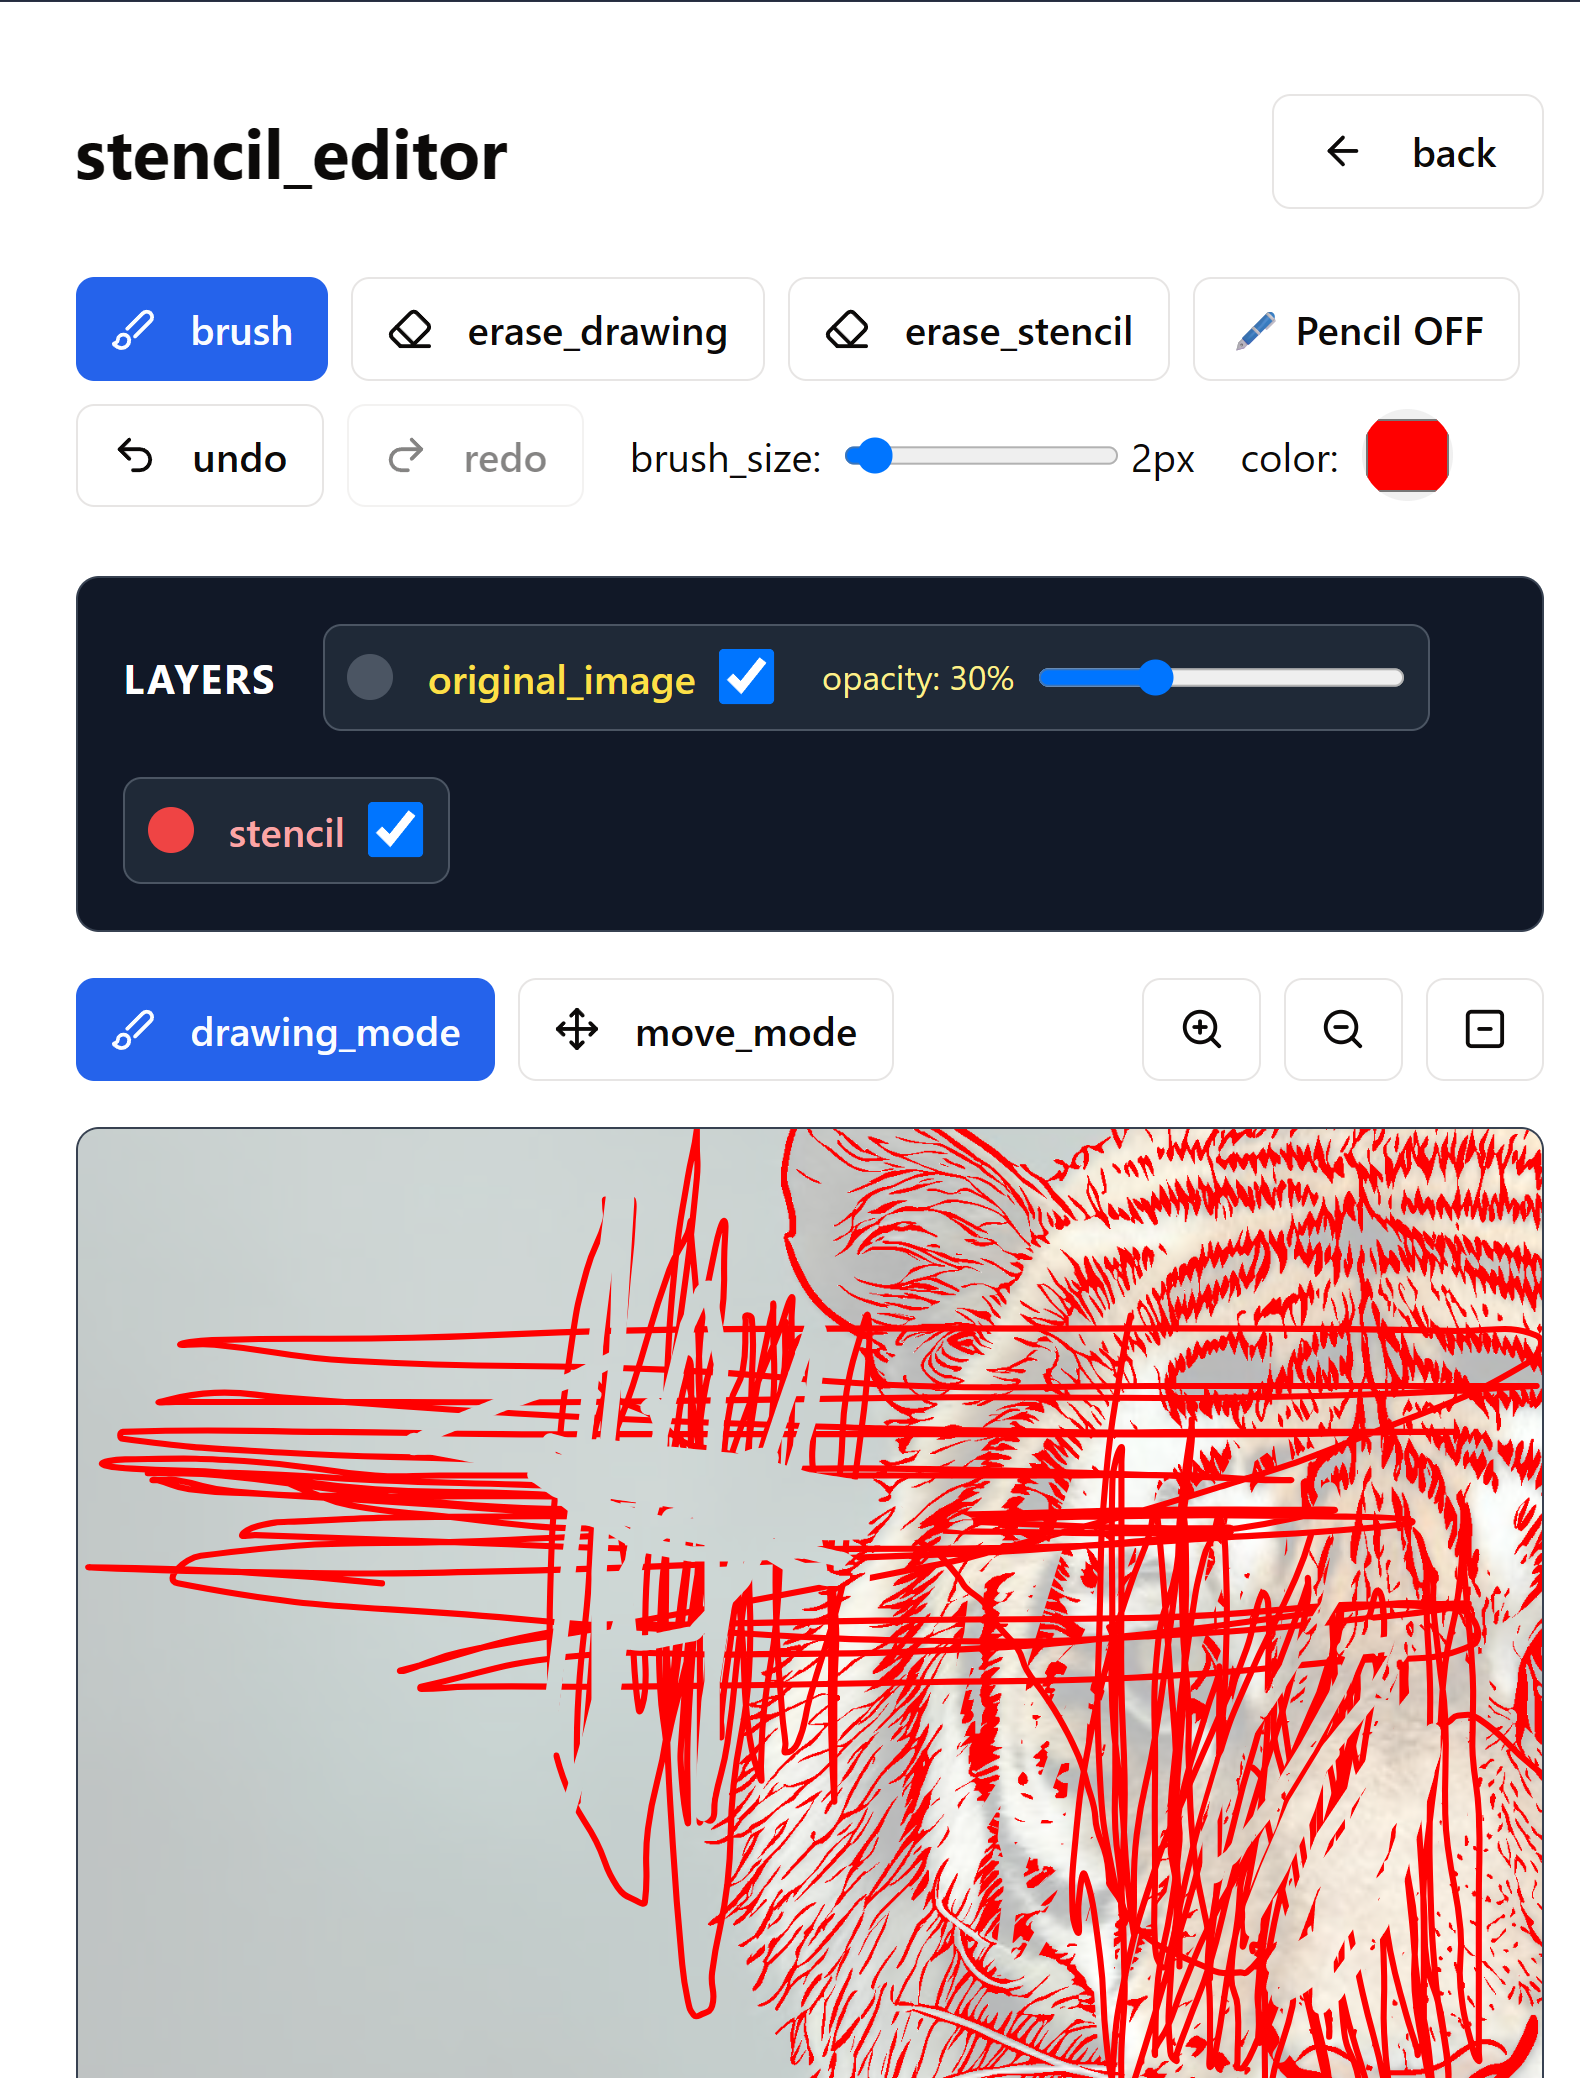 stencil_editor
back
brush
erase_drawing
erase_stencil
Pencil OFF
undo
redo
brush_size:
2px
color:
LAYERS
original_image
opacity: 30%
stencil
drawing_mode
move_mode